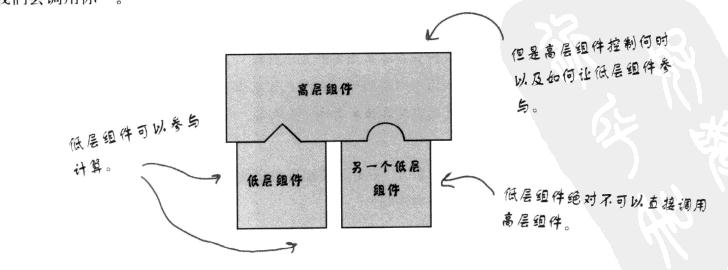 我们会调用你”。
但是高层组件控制何时
以及如何让低层组件参
与。
高层组件
低层组件可以参与
计算。
低层组件
另一个低层
组件
低层组件绝对不可以直接调用
高层组件。